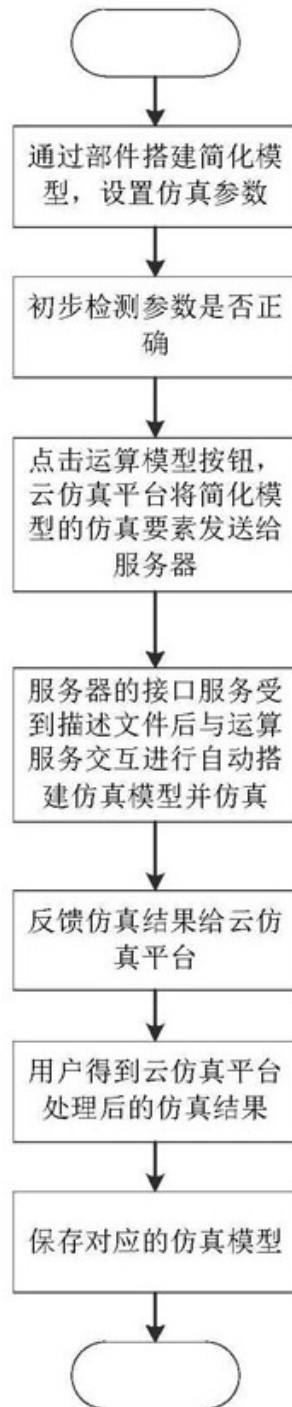 通过部件搭建简化模
型，设置仿真参数
初步检测参数是否正
确
点击运算模型按钮，
云仿真平台将简化模
型的仿真要素发送给
服务器
服务器的接口服务受
到描述文件后与运算
服务交互进行自动搭
建仿真模型并仿真
反馈仿真结果给云仿
真平台
用户得到云仿真平台
处理后的仿真结果
保存对应的仿真模型